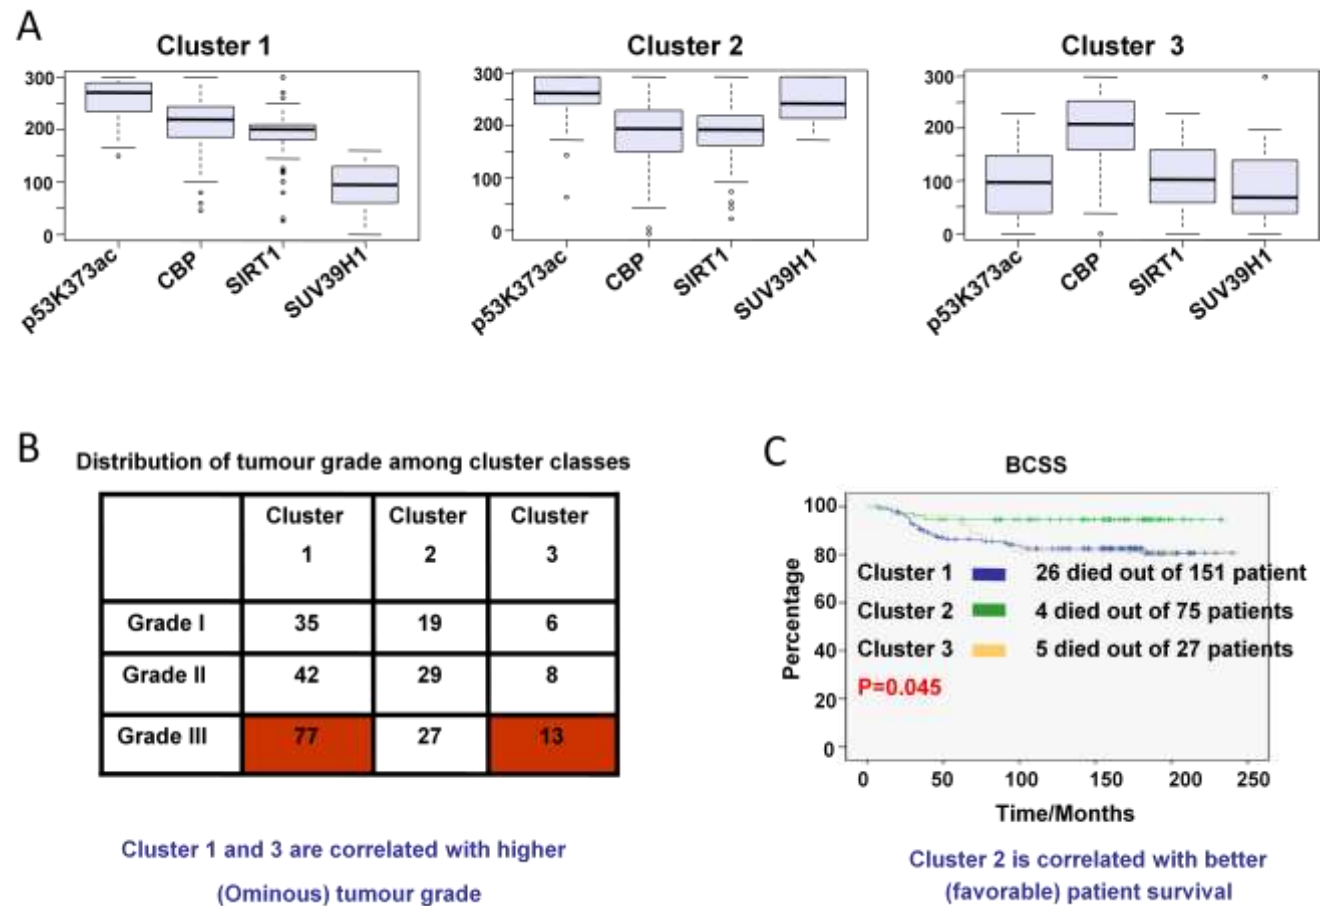 A
Cluster 1
Cluster 2
Cluster 3
300
200
100
0
p53K373ac
CBP
SIRT1
SUV39H1
300
200
100
0
p53K373ac
CBP
SIRT1
SUV39H1
300
200
100
0
p53K373ac
CBP
SIRT1
SUV39H1
B
Distribution of tumour grade among cluster classes
Cluster 1
Cluster 2
Cluster 3
Grade I 35 19 6
Grade II 42 29 8
Grade III 77 27 13
Cluster 1 and 3 are correlated with higher
(Ominous) tumour grade
C
BCSS
Percentage
100
80
60
40
20
0
Cluster 1 26 died out of 151 patient
Cluster 2 4 died out of 75 patients
Cluster 3 5 died out of 27 patients
P=0.045
0 50 100 150 200 250
Time/Months
Cluster 2 is correlated with better
(favorable) patient survival